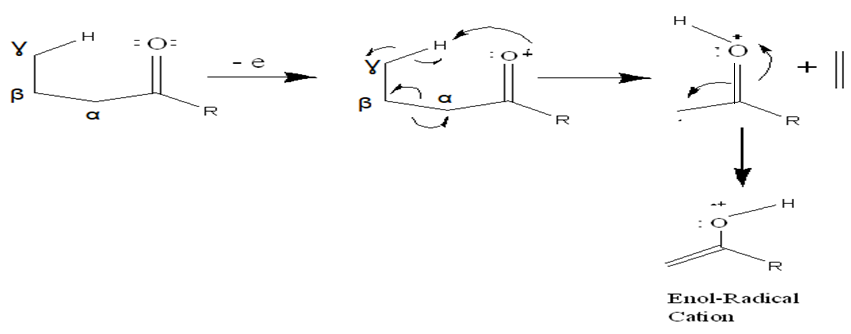 ɣ H :O: - e ɣ H :O+ H :O+ + ||
β α R β α R R
:O+ H
R
Enol-Radical
Cation